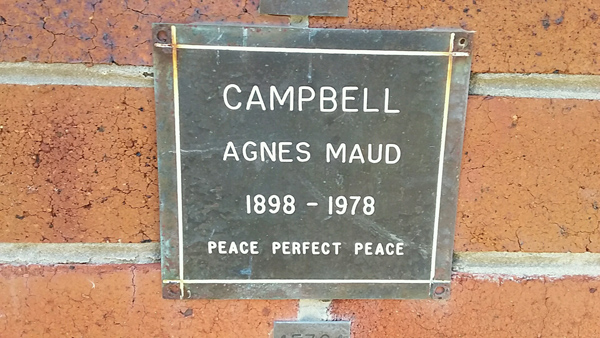 CAMPBELL
AGNES MAUD
1898 - 1978
PEACE PERFECT PEACE